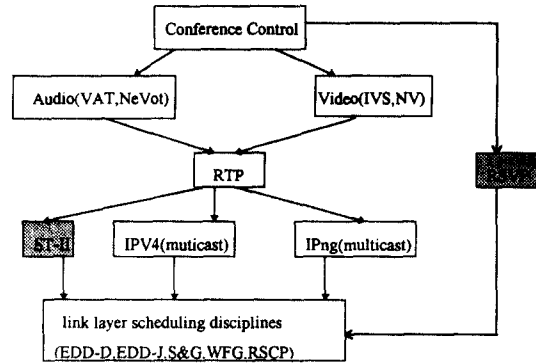 Conference Control
Audio(VAT,NeVot)
Video(IVS,NV)
RTP
RSVP
ST-II
IPV4(muticast)
IPng(multicast)
link layer scheduling disciplines
(EDD-D,EDD-J,S&G,WFG,RSCP)